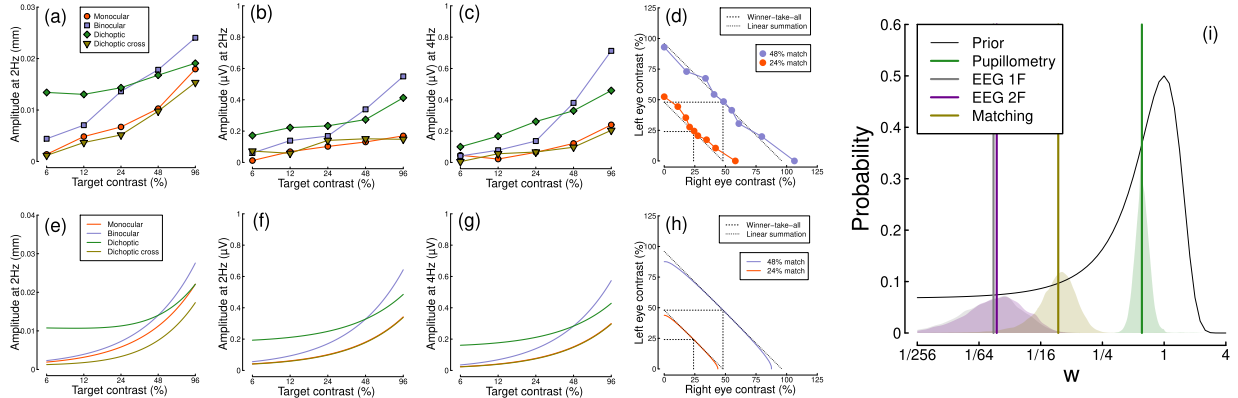 (a)
Monocular
Binocular
Dichoptic
Dichoptic cross
Amplitude at 2Hz (mm)
0.03
0.02
0.01
0
6 12 24 48 96
Target contrast (%)
(b)
Amplitude at 2Hz (µV)
1
0.8
0.6
0.4
0.2
0
6 12 24 48 96
Target contrast (%)
(c)
Amplitude at 4Hz (µV)
1
0.8
0.6
0.4
0.2
0
6 12 24 48 96
Target contrast (%)
(d)
Winner-take-all
Linear summation
48% match
24% match
Left eye contrast (%)
125
100
75
50
25
0
0 25 50 75 100 125
Right eye contrast (%)
(e)
Monocular
Binocular
Dichoptic
Dichoptic cross
Amplitude at 2Hz (mm)
0.04
0.03
0.02
0.01
0
6 12 24 48 96
Target contrast (%)
(f)
Amplitude at 2Hz (µV)
1
0.8
0.6
0.4
0.2
0
6 12 24 48 96
Target contrast (%)
(g)
Amplitude at 4Hz (µV)
1
0.8
0.6
0.4
0.2
0
6 12 24 48 96
Target contrast (%)
(h)
Winner-take-all
Linear summation
48% match
24% match
Left eye contrast (%)
125
100
75
50
25
0
0 25 50 75 100 125
Right eye contrast (%)
(i)
Prior
Pupillometry
EEG 1F
EEG 2F
Matching
Probability
0.6
0.5
0.4
0.3
0.2
0.1
0
1/256 1/64 1/16 1/4 1 4
w